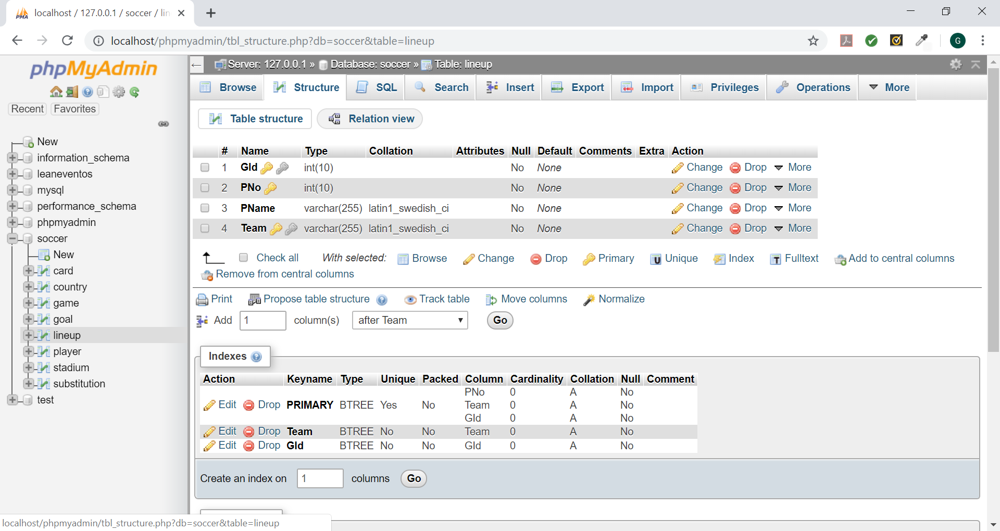 localhost / 127.0.0.1 / soccer / lin
localhost/phpmyadmin/tbl_structure.php?db=soccer&table=lineup
G
phpMyAdmin
Recent Favorites
New
information_schema
leaneventos
mysql
performance_schema
phpmyadmin
soccer
New
card
country
game
goal
lineup
player
stadium
substitution
test
Server: 127.0.0.1 » Database: soccer » Table: lineup
Browse Structure SQL Search Insert Export Import Privileges Operations More
Table structure Relation view
# Name Type Collation Attributes Null Default Comments Extra Action
1 GId int(10) No None Change Drop More
2 PNo int(10) No None Change Drop More
3 PName varchar(255) latin1_swedish_ci No None Change Drop More
4 Team varchar(255) latin1_swedish_ci No None Change Drop More
Check all With selected: Browse Change Drop Primary Unique Index Fulltext Add to central columns
Remove from central columns
Print Propose table structure Track table Move columns Normalize
Add 1 column(s) after Team Go
Indexes
Action Keyname Type Unique Packed Column Cardinality Collation Null Comment
PNo 0 A No
Edit Drop PRIMARY BTREE Yes No Team 0 A No
GId 0 A No
Edit Drop Team BTREE No No Team 0 A No
Edit Drop GId BTREE No No GId 0 A No
Create an index on 1 columns Go
localhost/phpmyadmin/tbl_structure.php?db=soccer&table=lineup